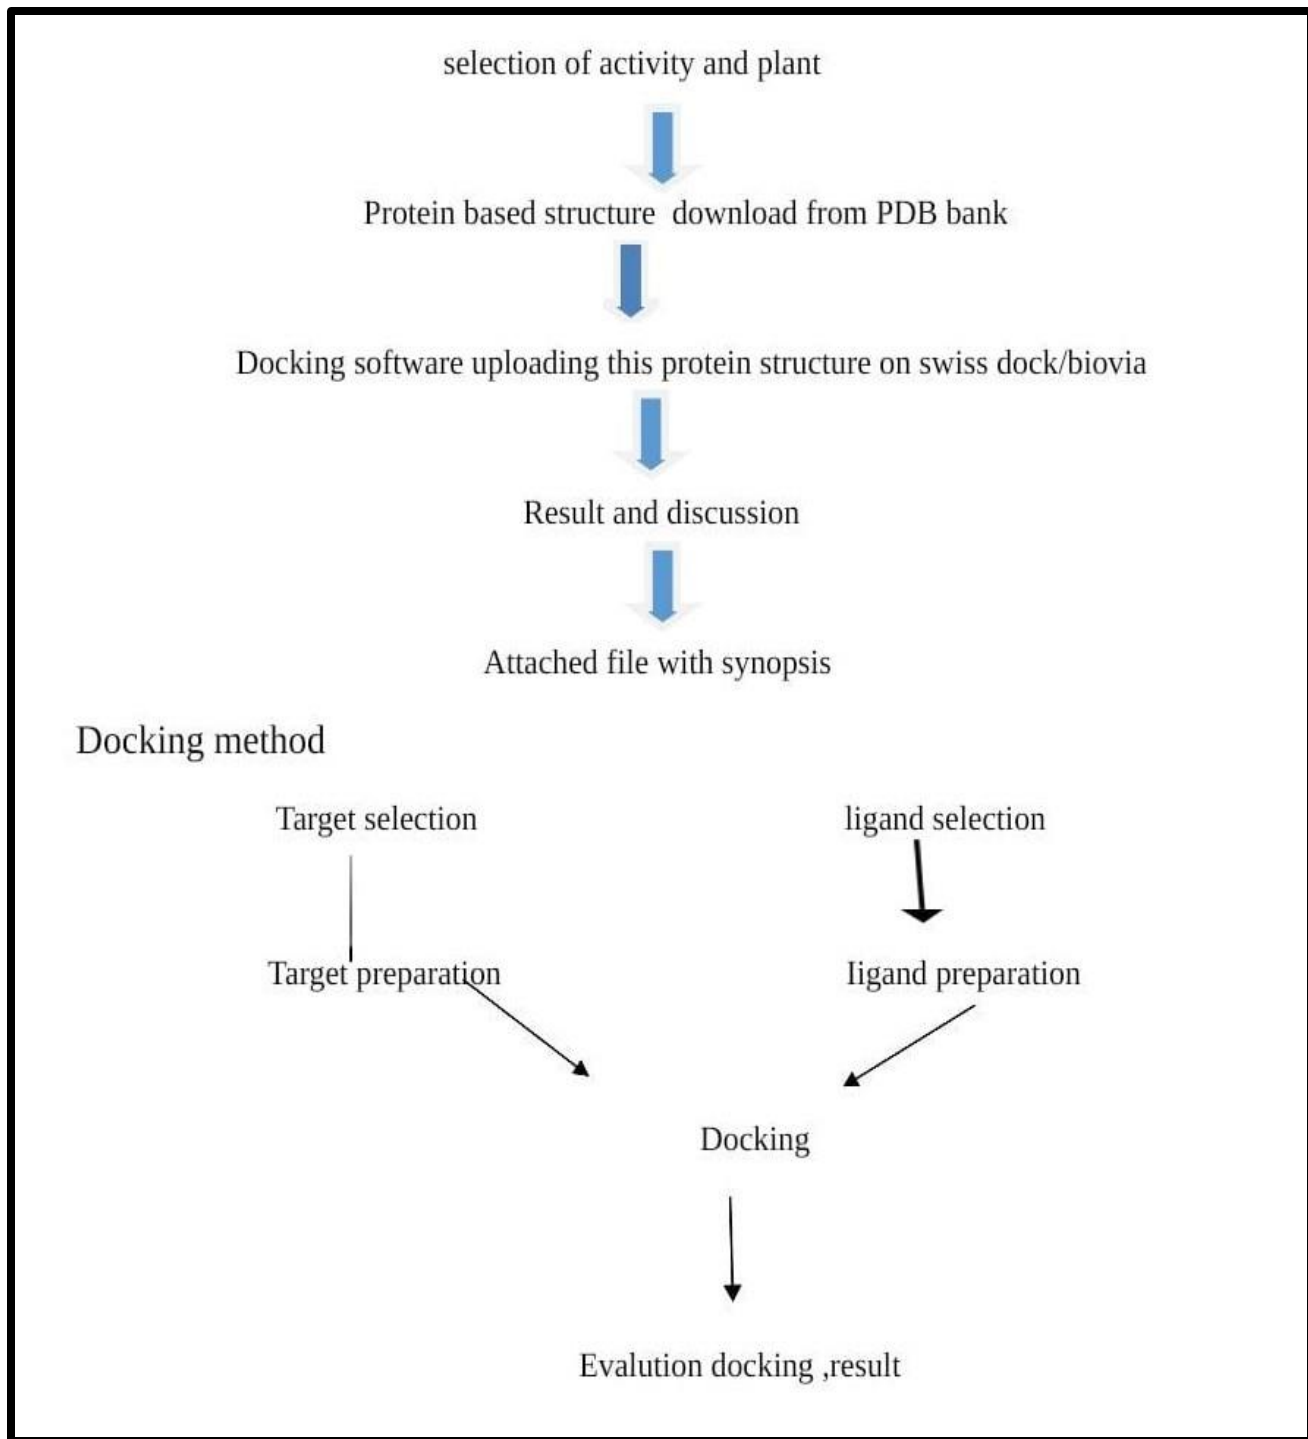 selection of activity and plant
Protein based structure download from PDB bank
Docking software uploading this protein structure on swiss dock/biovia
Result and discussion
Attached file with synopsis
Docking method
Target selection
ligand selection
Target preparation
Iigand preparation
Docking
Evalution docking ,result